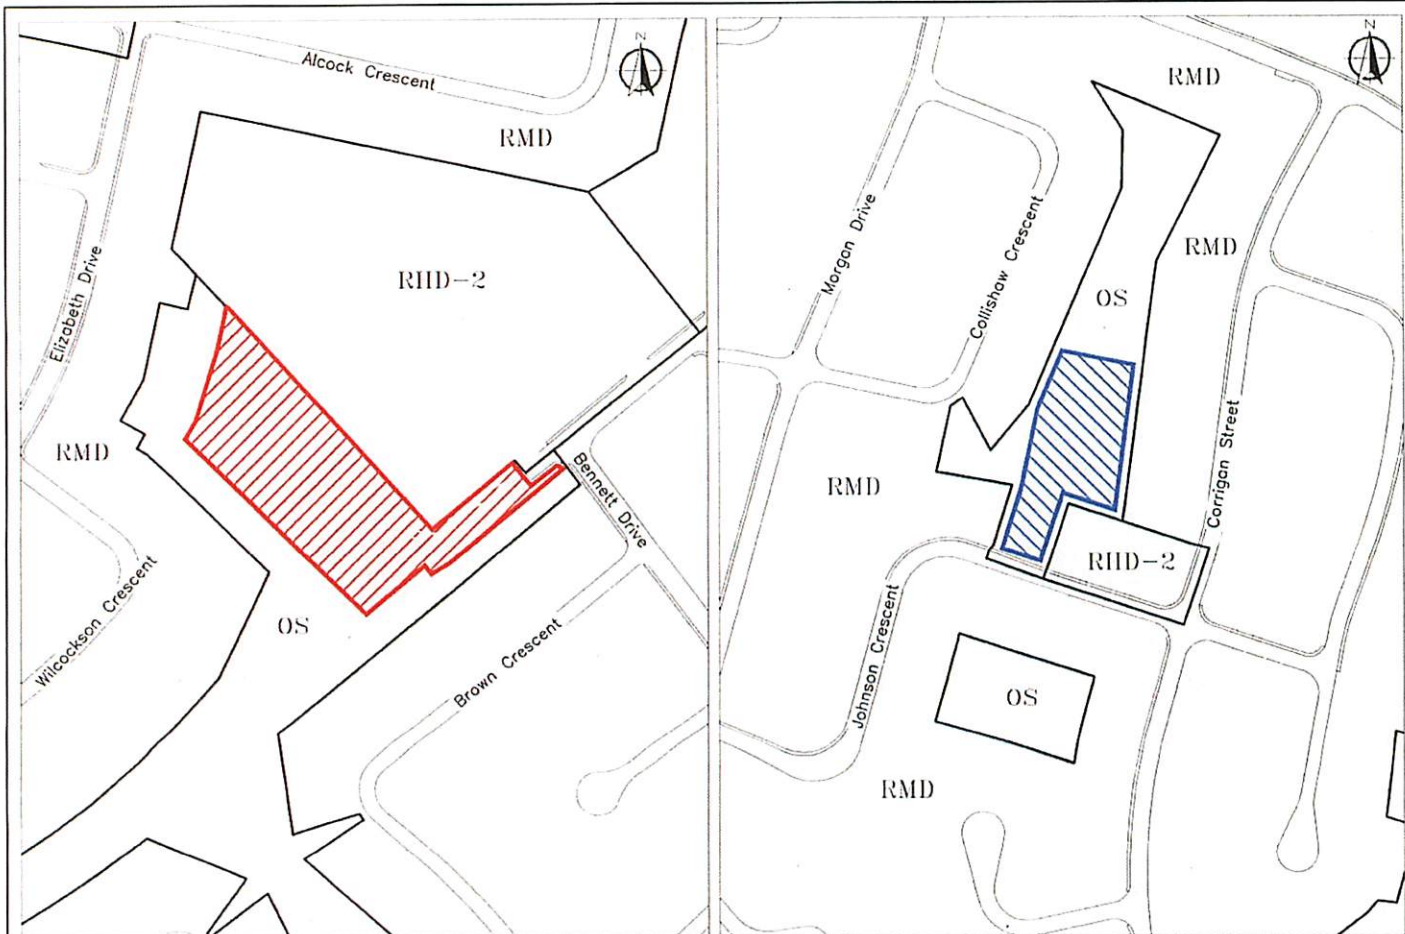 Alcock Crescent
N
RMD
Elizabeth Drive
RHD-2
RMD
Bennett Drive
Wilcockson Crescent
OS
Brown Crescent
N
RMD
Morgan Drive
Collishaw Crescent
RMD
OS
Corrigan Street
RMD
RHD-2
Johnson Crescent
OS
RMD